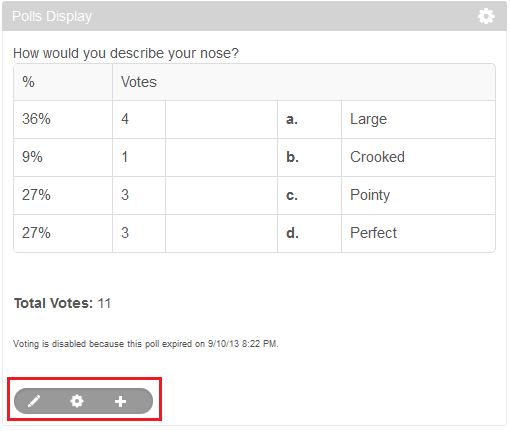 Polls Display
How would you describe your nose?
% Votes
36% 4 a. Large
9% 1 b. Crooked
27% 3 c. Pointy
27% 3 d. Perfect
Total Votes: 11
Voting is disabled because this poll expired on 9/10/13 8:22 PM.